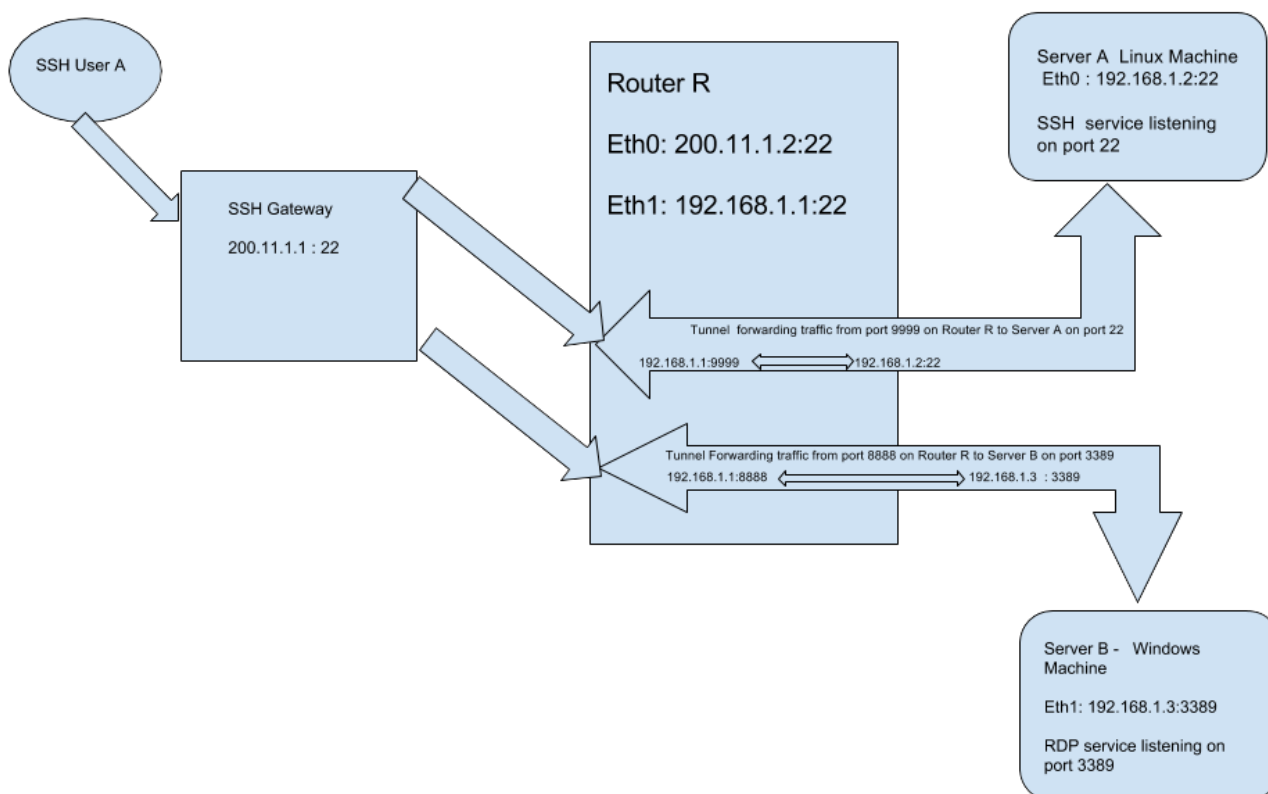 SSH User A
SSH Gateway
200.11.1.1 : 22
Router R
Eth0: 200.11.1.2:22
Eth1: 192.168.1.1:22
Server A Linux Machine
Eth0 : 192.168.1.2:22
SSH service listening
on port 22
Tunnel forwarding traffic from port 9999 on Router R to Server A on port 22
192.168.1.1:9999 192.168.1.2:22
Tunnel Forwarding traffic from port 8888 on Router R to Server B on port 3389
192.168.1.1:8888 192.168.1.3 : 3389
Server B - Windows
Machine
Eth1: 192.168.1.3:3389
RDP service listening on
port 3389